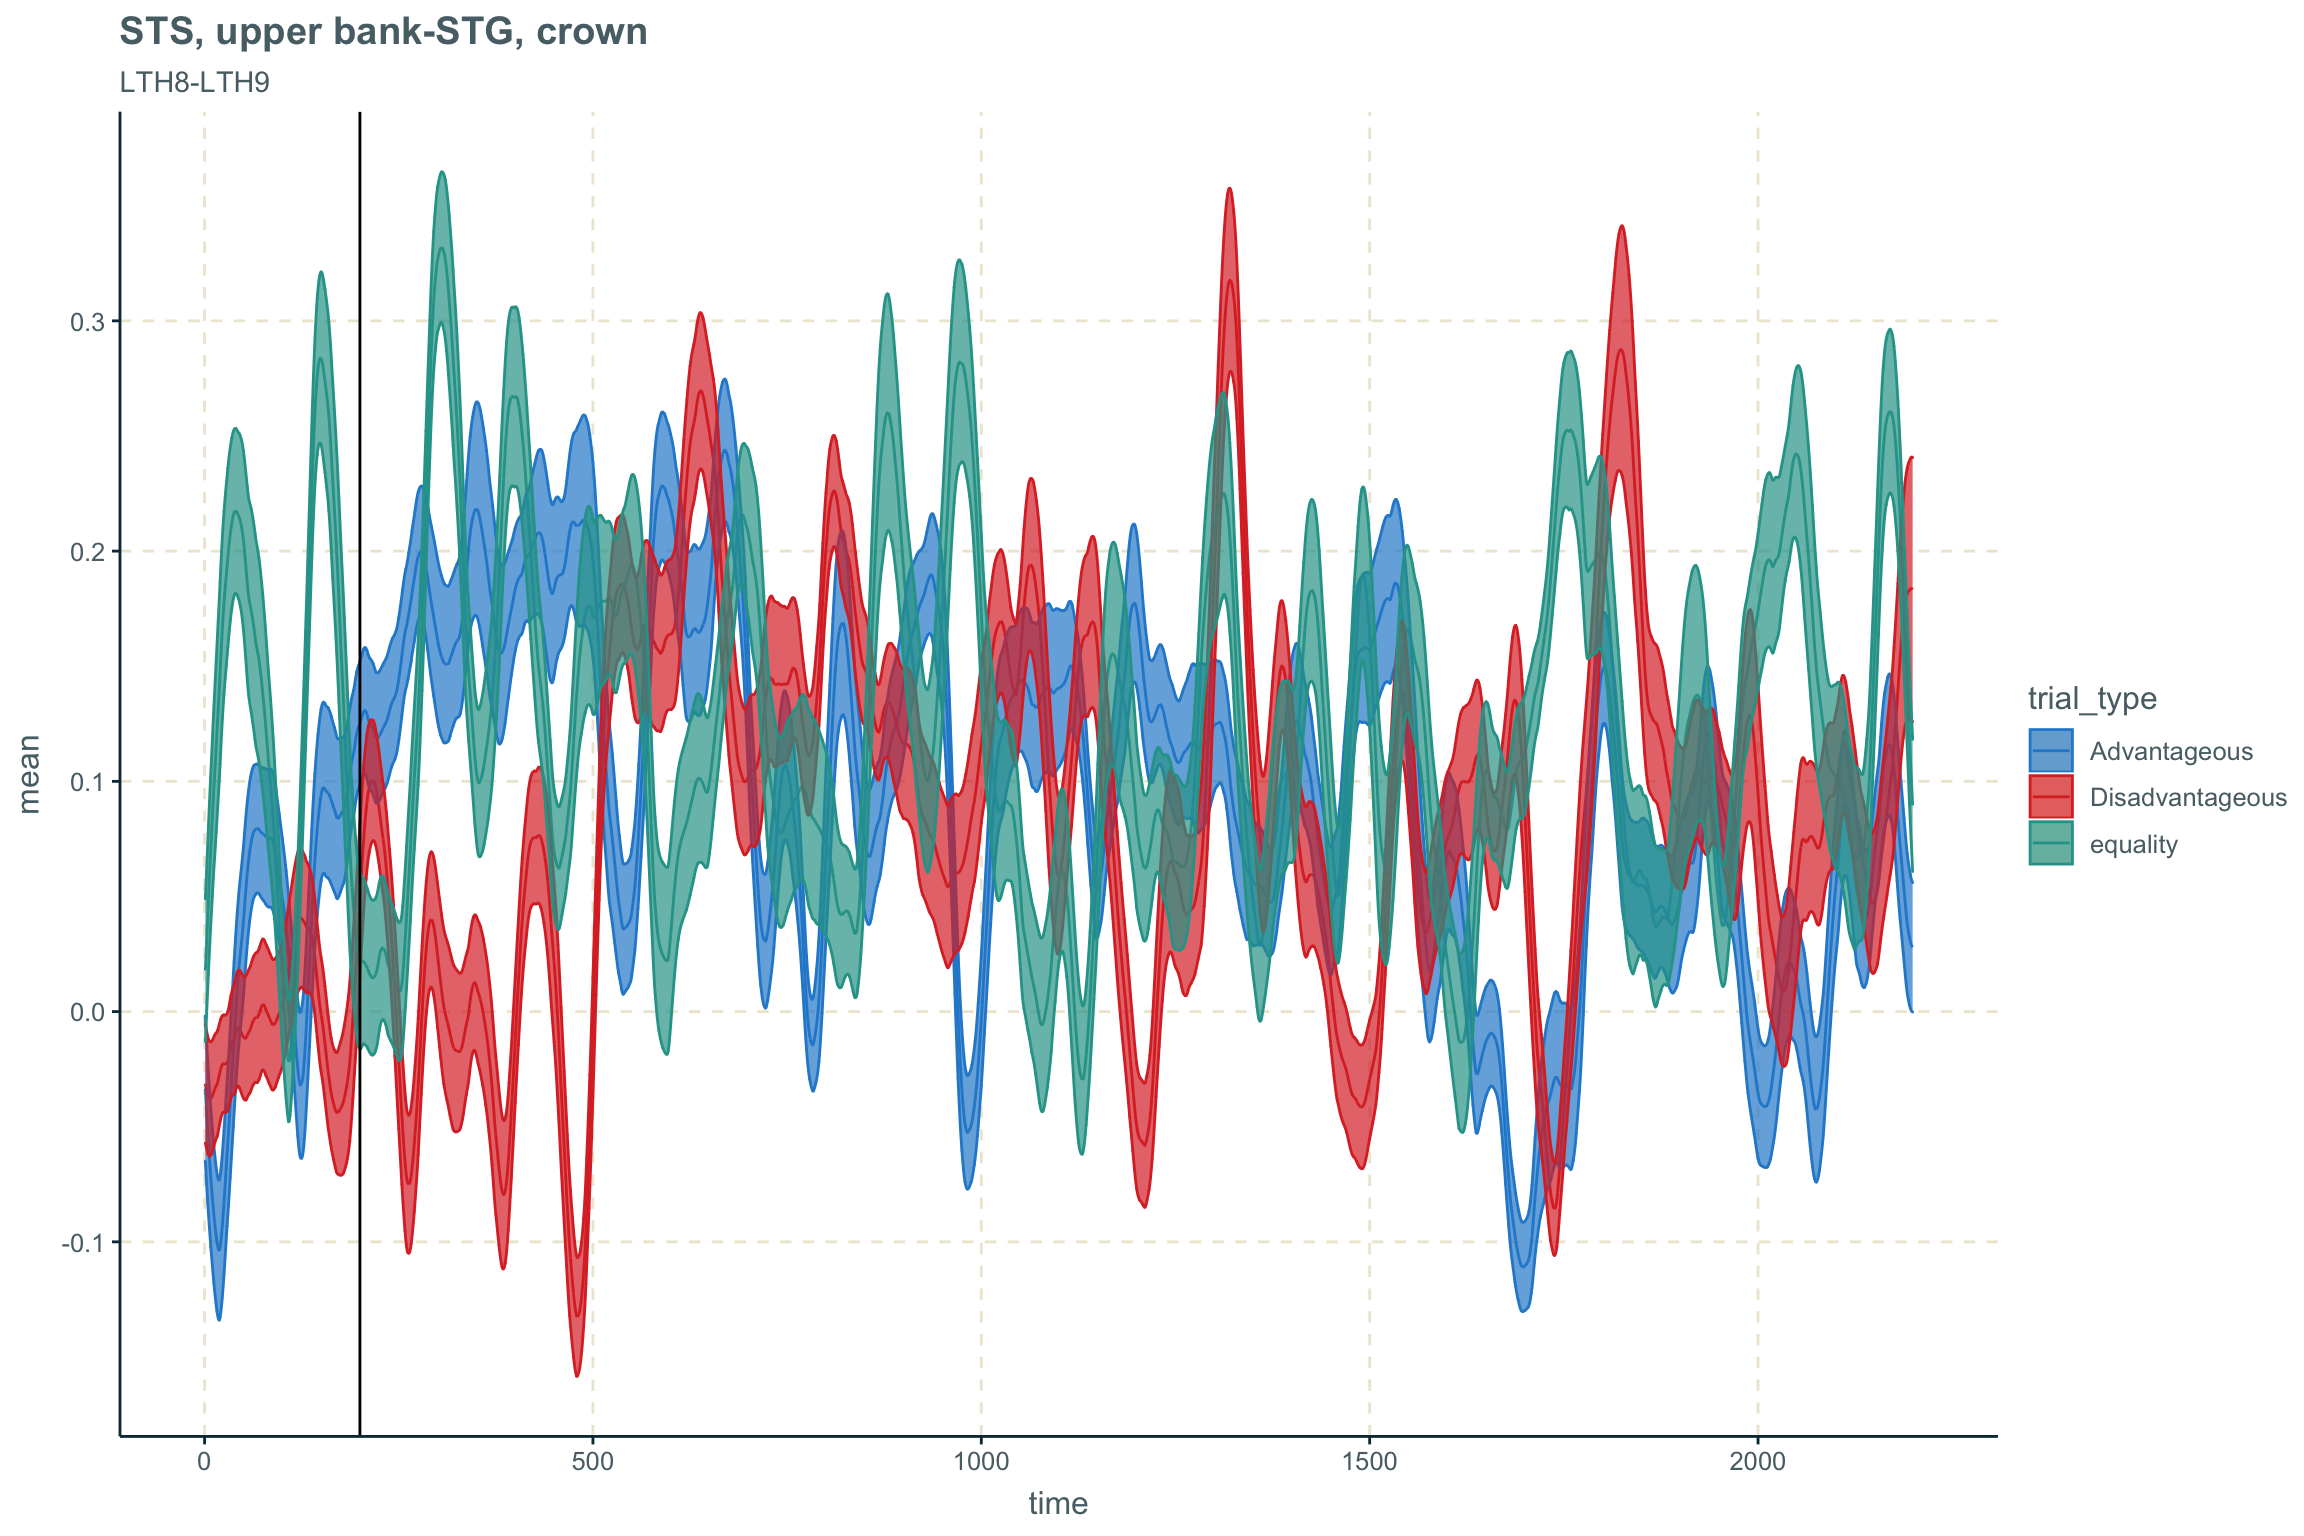 STS, upper bank-STG, crown
LTH8-LTH9
mean
0.3
0.2
0.1
0.0
-0.1
0
500
1000
1500
2000
time
trial_type
Advantageous
Disadvantageous
equality